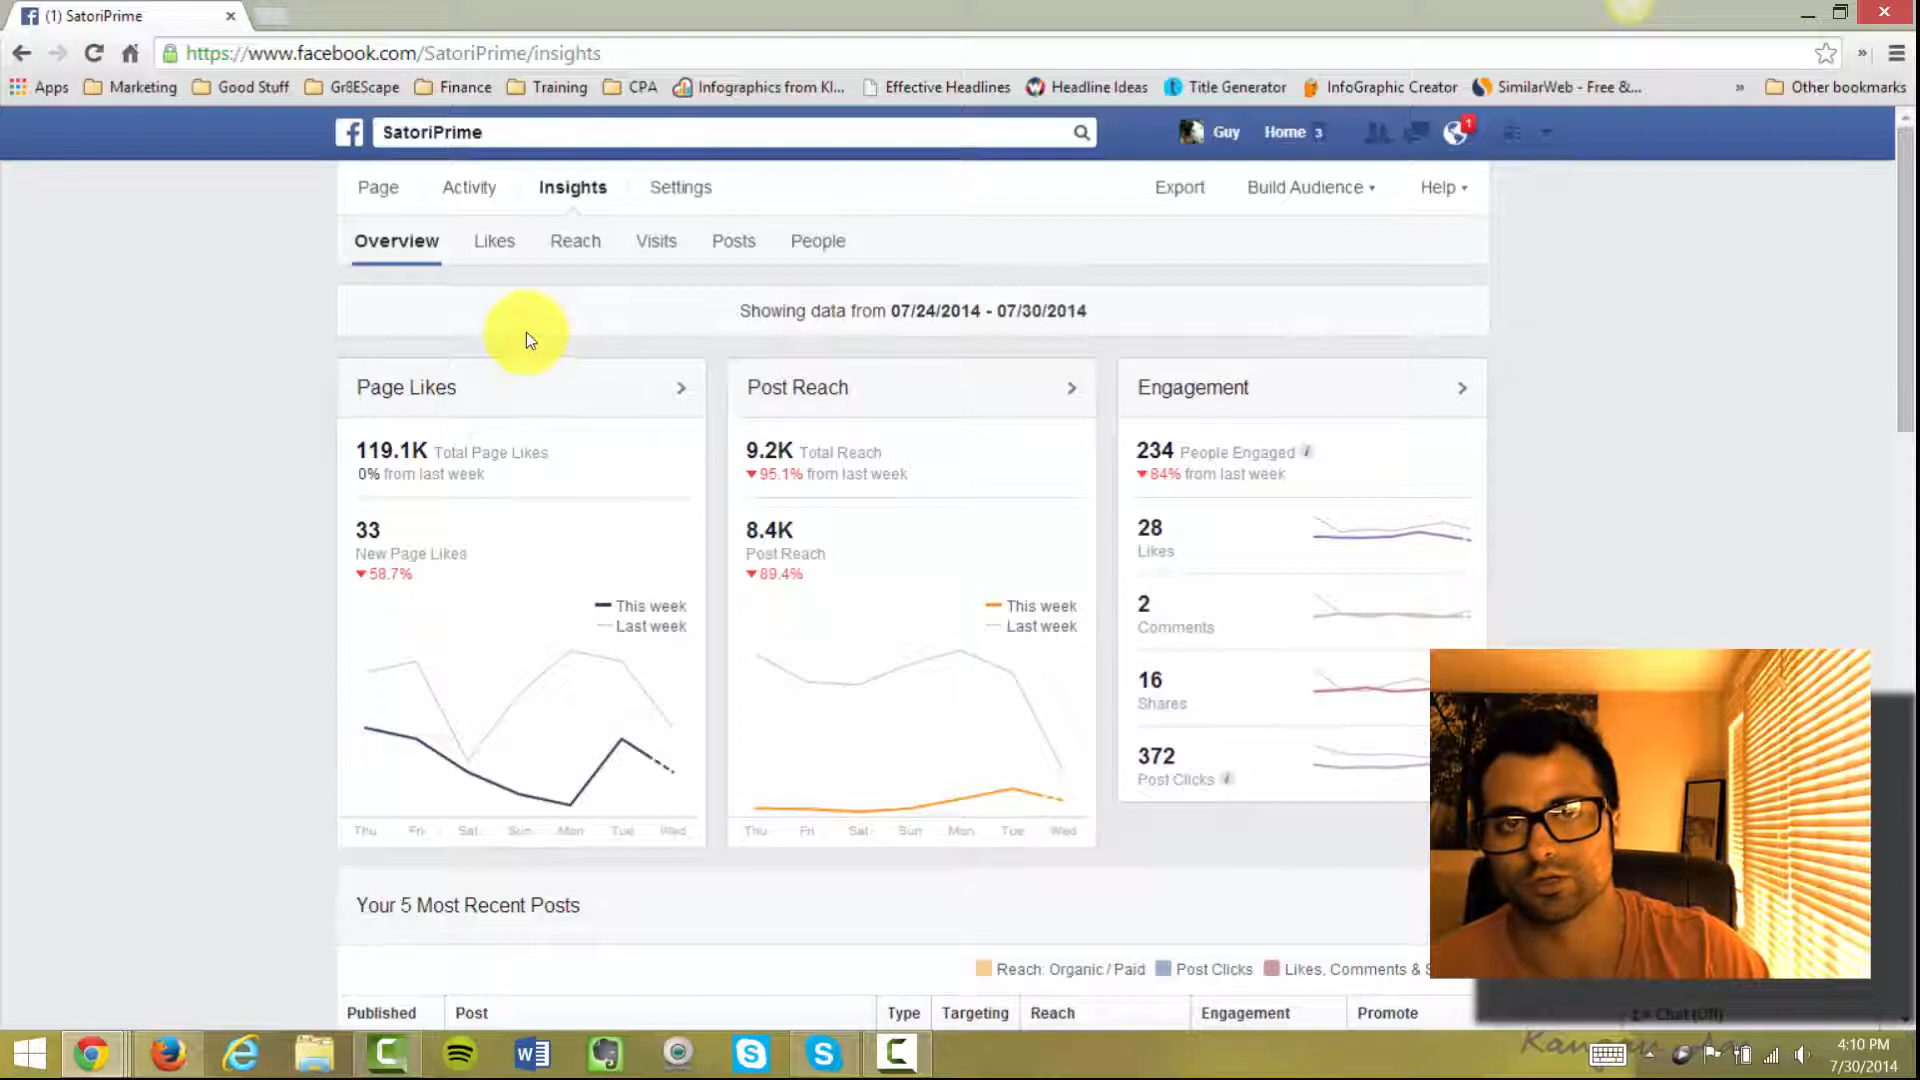 (1) SatoriPrime
https://www.facebook.com/SatoriPrime/insights
Apps Marketing Good Stuff Gr8EScape Finance Training CPA Infographics from Kl... Effective Headlines Headline Ideas Title Generator InfoGraphic Creator SimilarWeb - Free &... » Other bookmarks
SatoriPrime Guy Home 3 1
Page Activity Insights Settings Export Build Audience Help
Overview Likes Reach Visits Posts People
Showing data from 07/24/2014 - 07/30/2014
Page Likes
119.1K Total Page Likes
0% from last week
33
New Page Likes
58.7%
This week
Last week
Thu Fri Sat Sun Mon Tue Wed
Post Reach
9.2K Total Reach
95.1% from last week
8.4K
Post Reach
89.4%
This week
Last week
Thu Fri Sat Sun Mon Tue Wed
Engagement
234 People Engaged
84% from last week
28
Likes
2
Comments
16
Shares
372
Post Clicks
Your 5 Most Recent Posts
Reach: Organic / Paid Post Clicks Likes, Comments &
Published Post Type Targeting Reach Engagement Promote
Chat (Off)
4:10 PM
7/30/2014